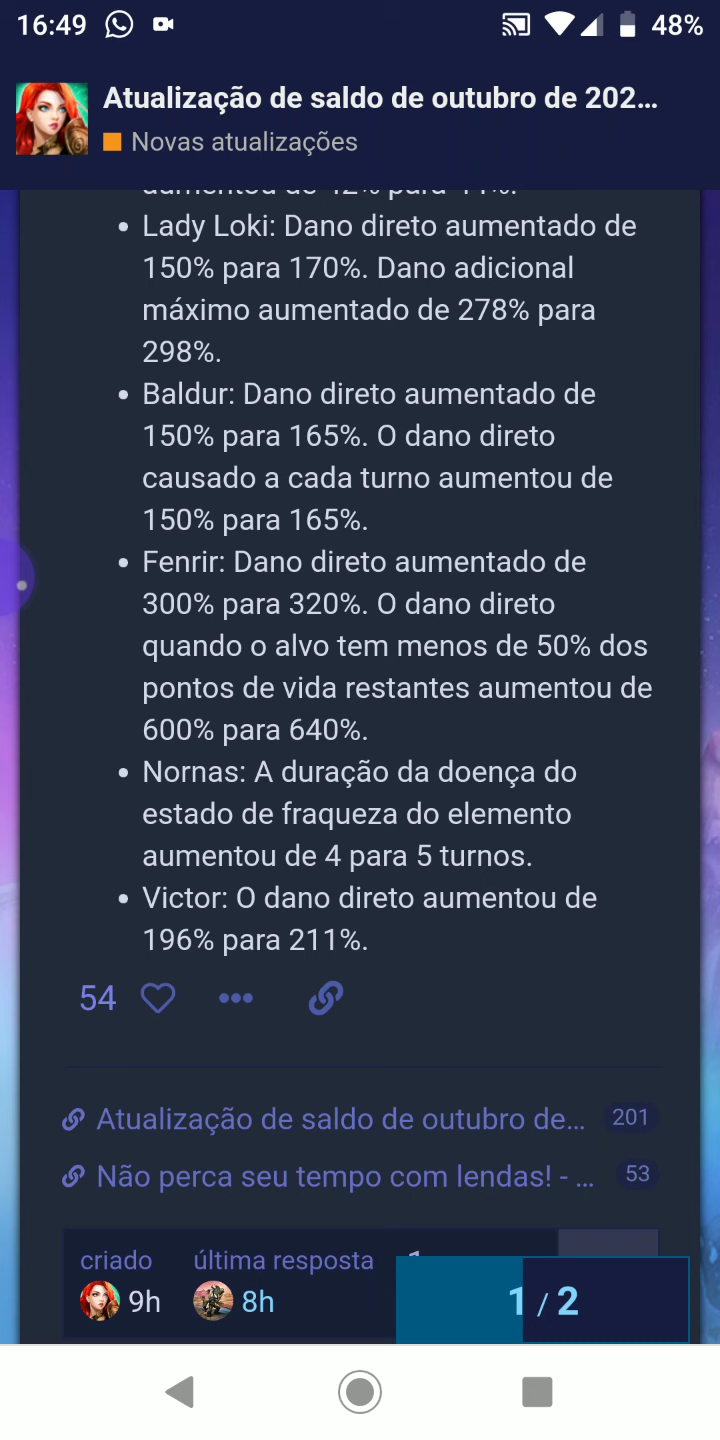 16:49
48%
Atualização de saldo de outubro de 202...
Novas atualizações
Lady Loki: Dano direto aumentado de
150% para 170%. Dano adicional
máximo aumentado de 278% para
298%.
Baldur: Dano direto aumentado de
150% para 165%. O dano direto
causado a cada turno aumentou de
150% para 165%.
Fenrir: Dano direto aumentado de
300% para 320%. O dano direto
quando o alvo tem menos de 50% dos
pontos de vida restantes aumentou de
600% para 640%.
Nornas: A duração da doença do
estado de fraqueza do elemento
aumentou de 4 para 5 turnos.
Victor: O dano direto aumentou de
196% para 211%.
54
Atualização de saldo de outubro de... 201
Não perca seu tempo com lendas! - ... 53
criado última resposta
9h 8h
1 / 2